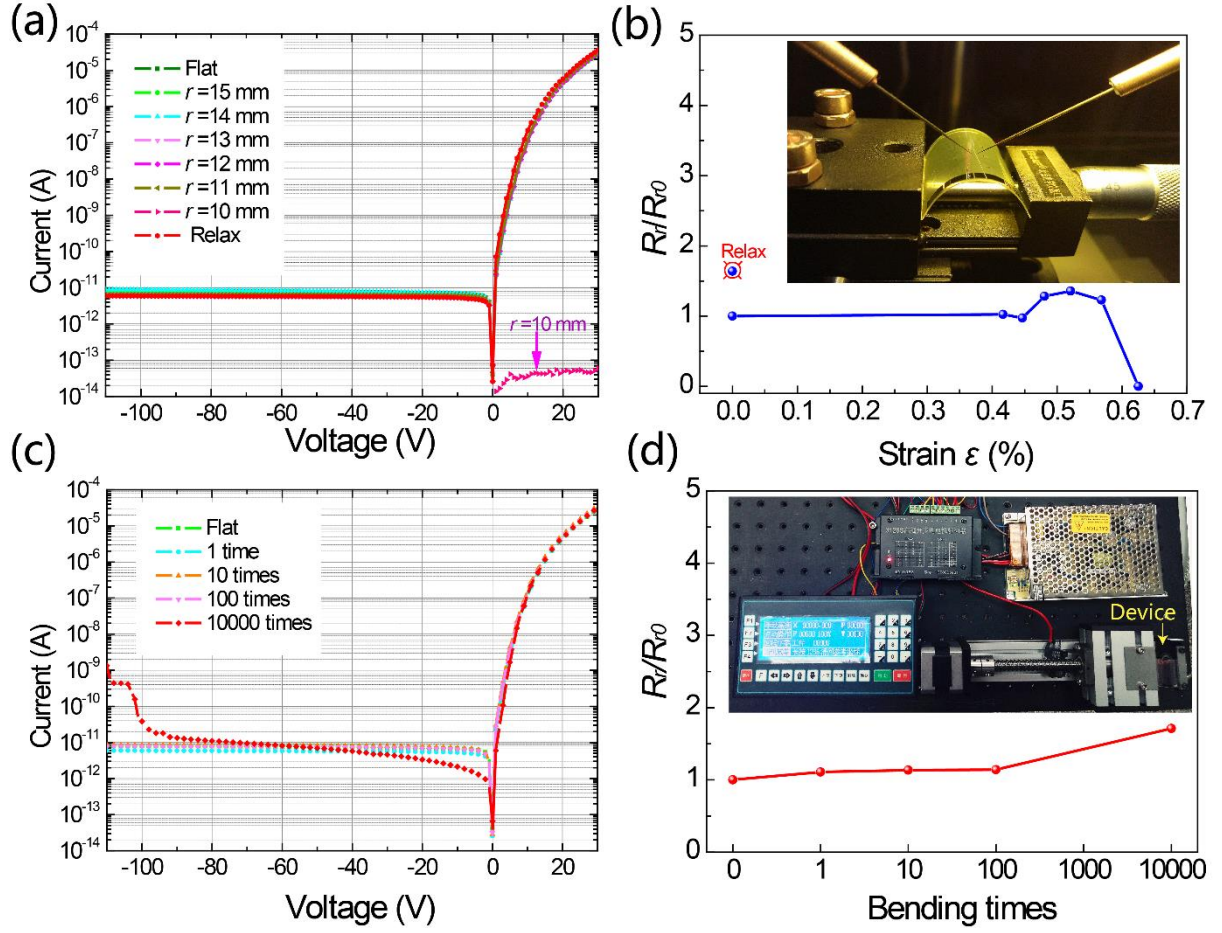 (a)
10⁻⁴
10⁻⁵
10⁻⁶
10⁻⁷
10⁻⁸
10⁻⁹
10⁻¹⁰
10⁻¹¹
10⁻¹²
10⁻¹³
10⁻¹⁴
Current (A)
Flat
r =15 mm
r =14 mm
r =13 mm
r =12 mm
r =11 mm
r =10 mm
Relax
r =10 mm
-100 -80 -60 -40 -20 0 20
Voltage (V)
(b)
5
4
3
2
1
0
Rr/Rr0
Relax
0.0 0.1 0.2 0.3 0.4 0.5 0.6 0.7
Strain ε (%)
(c)
10⁻⁴
10⁻⁵
10⁻⁶
10⁻⁷
10⁻⁸
10⁻⁹
10⁻¹⁰
10⁻¹¹
10⁻¹²
10⁻¹³
10⁻¹⁴
Current (A)
Flat
1 time
10 times
100 times
10000 times
-100 -80 -60 -40 -20 0 20
Voltage (V)
(d)
5
4
3
2
1
0
Rr/Rr0
Device
0 1 10 100 1000 10000
Bending times